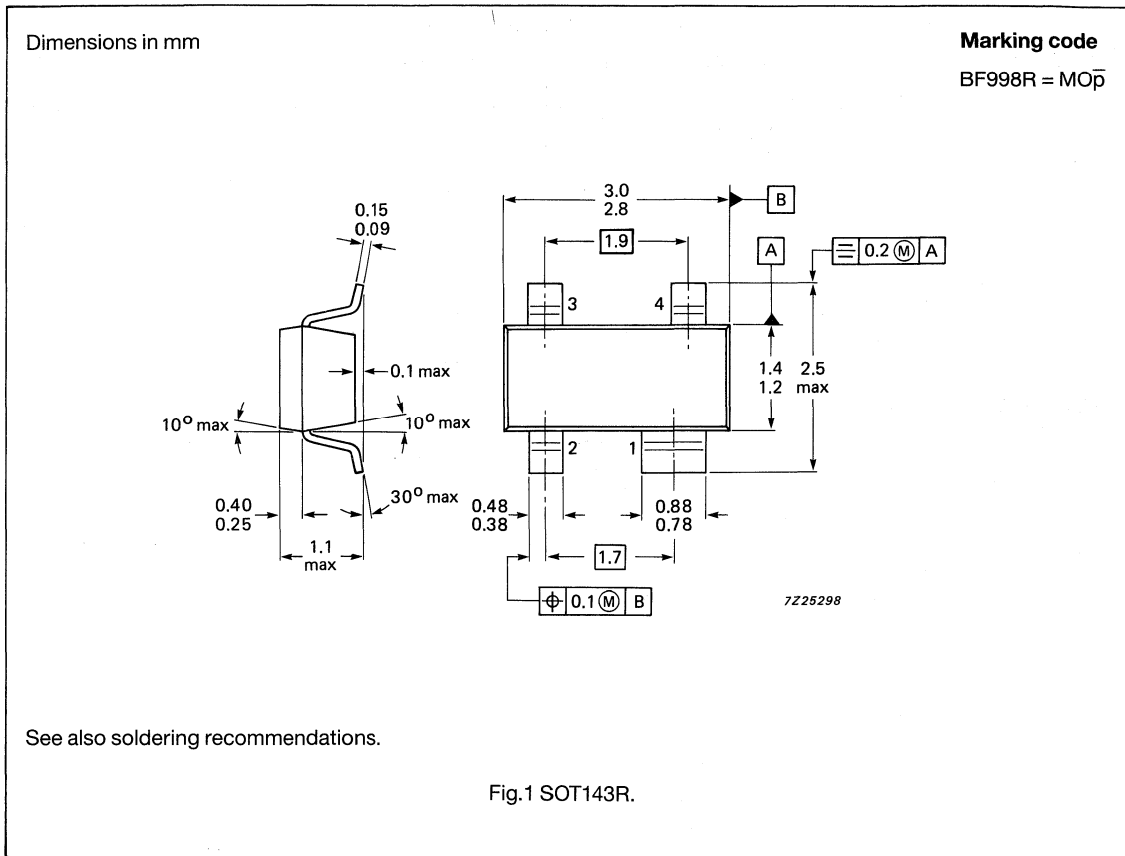 Dimensions in mm
Marking code
BF998R = MOp̅
3.0
2.8
B
0.15
0.09
1.9
A
0.2 Ⓜ A
3
4
0.1 max
1.4
1.2
2.5
max
10° max
10° max
2
1
30° max
0.40
0.25
0.48
0.38
0.88
0.78
1.1
max
1.7
0.1 Ⓜ B
7Z25298
See also soldering recommendations.
Fig.1 SOT143R.